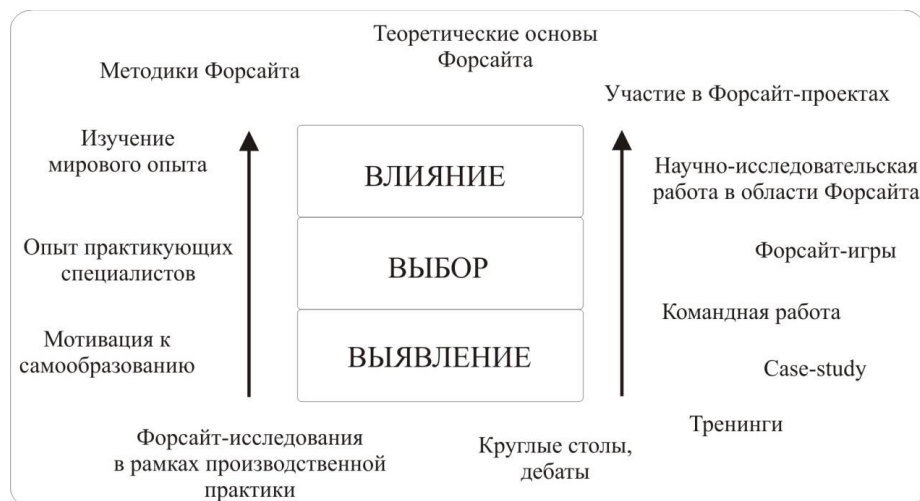 Теоретические основы
Форсайта
Методики Форсайта
Участие в Форсайт-проектах
Изучение
мирового опыта
ВЛИЯНИЕ
Научно-исследовательская
работа в области Форсайта
Опыт практикующих
специалистов
ВЫБОР
Форсайт-игры
Командная работа
Мотивация к
самообразованию
ВЫЯВЛЕНИЕ
Case-study
Тренинги
Форсайт-исследования
в рамках производственной
практики
Круглые столы,
дебаты